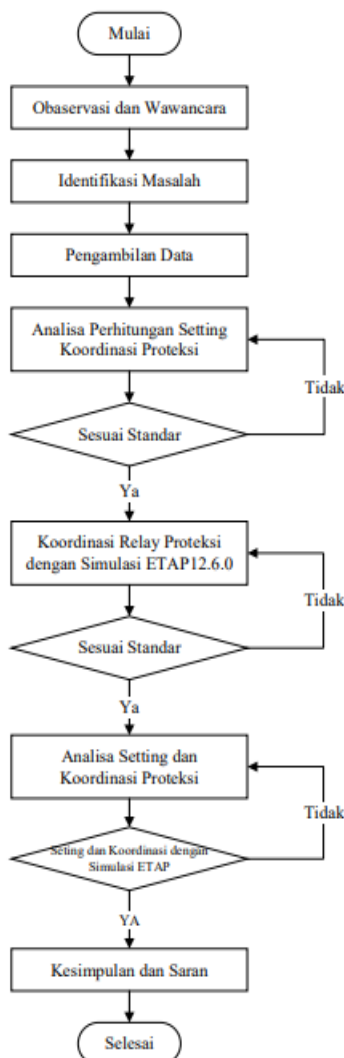 Mulai
Obaservasi dan Wawancara
Identifikasi Masalah
Pengambilan Data
Analisa Perhitungan Setting
Koordinasi Proteksi
Tidak
Sesuai Standar
Ya
Koordinasi Relay Proteksi
dengan Simulasi ETAP12.6.0
Tidak
Sesuai Standar
Ya
Analisa Setting dan
Koordinasi Proteksi
Tidak
Seting dan Koordinasi dengan
Simulasi ETAP
YA
Kesimpulan dan Saran
Selesai